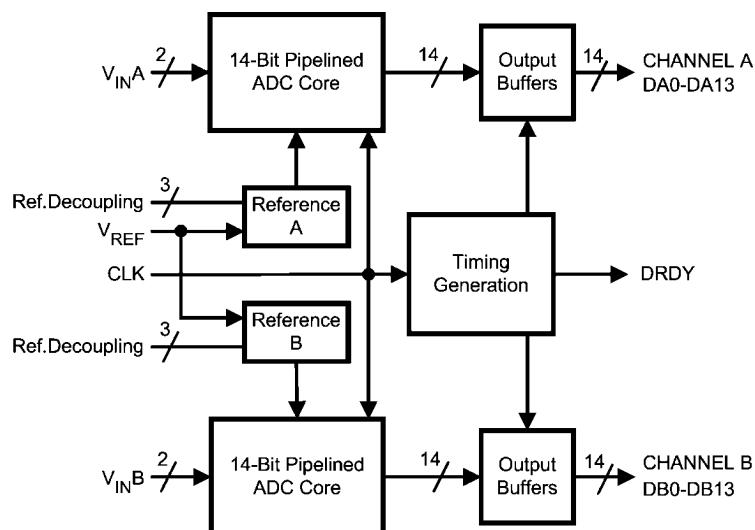 2
V_IN A
14-Bit Pipelined
ADC Core
14
Output
Buffers
14
CHANNEL A
DA0-DA13
Ref.Decoupling
3
Reference
A
V_REF
CLK
Timing
Generation
DRDY
Reference
B
Ref.Decoupling
3
2
V_IN B
14-Bit Pipelined
ADC Core
14
Output
Buffers
14
CHANNEL B
DB0-DB13